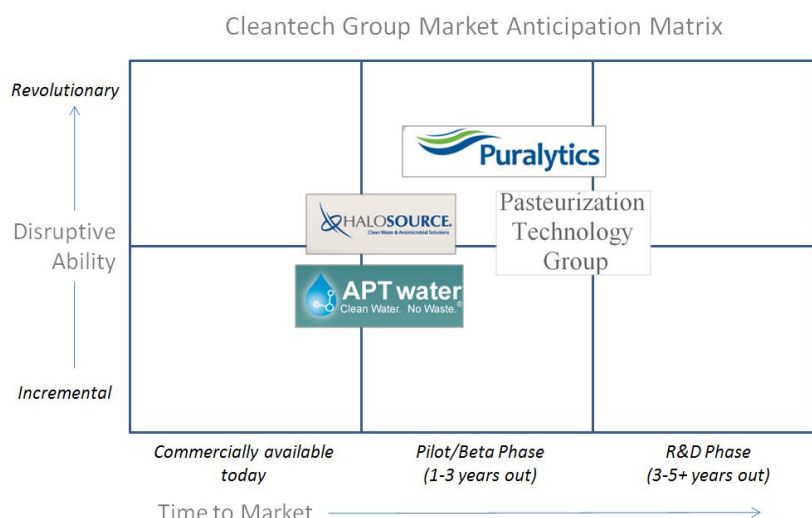 Cleantech Group Market Anticipation Matrix
Revolutionary
Puralytics
Pasteurization
Technology
Group
HALOSOURCE®
Clean Water & Antimicrobial Solutions
Disruptive
Ability
APTwater®
Clean Water. No Waste.
Incremental
Commercially available
today
Pilot/Beta Phase
(1-3 years out)
R&D Phase
(3-5+ years out)
Time to Market